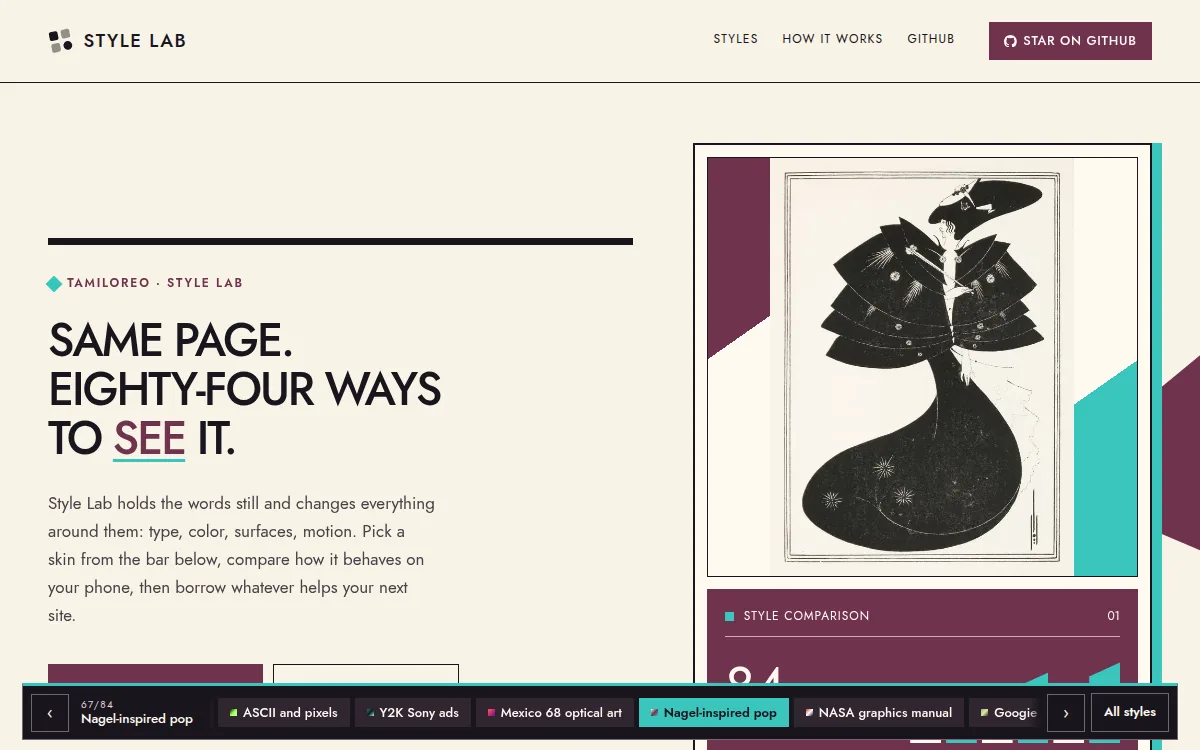 STYLE LAB
STYLES
HOW IT WORKS
GITHUB
STAR ON GITHUB
TAMILOREO · STYLE LAB
SAME PAGE.
EIGHTY-FOUR WAYS
TO SEE IT.
Style Lab holds the words still and changes everything
around them: type, color, surfaces, motion. Pick a
skin from the bar below, compare how it behaves on
your phone, then borrow whatever helps your next
site.
STYLE COMPARISON
01
84
67/84
Nagel-inspired pop
ASCII and pixels
Y2K Sony ads
Mexico 68 optical art
Nagel-inspired pop
NASA graphics manual
Googie
All styles